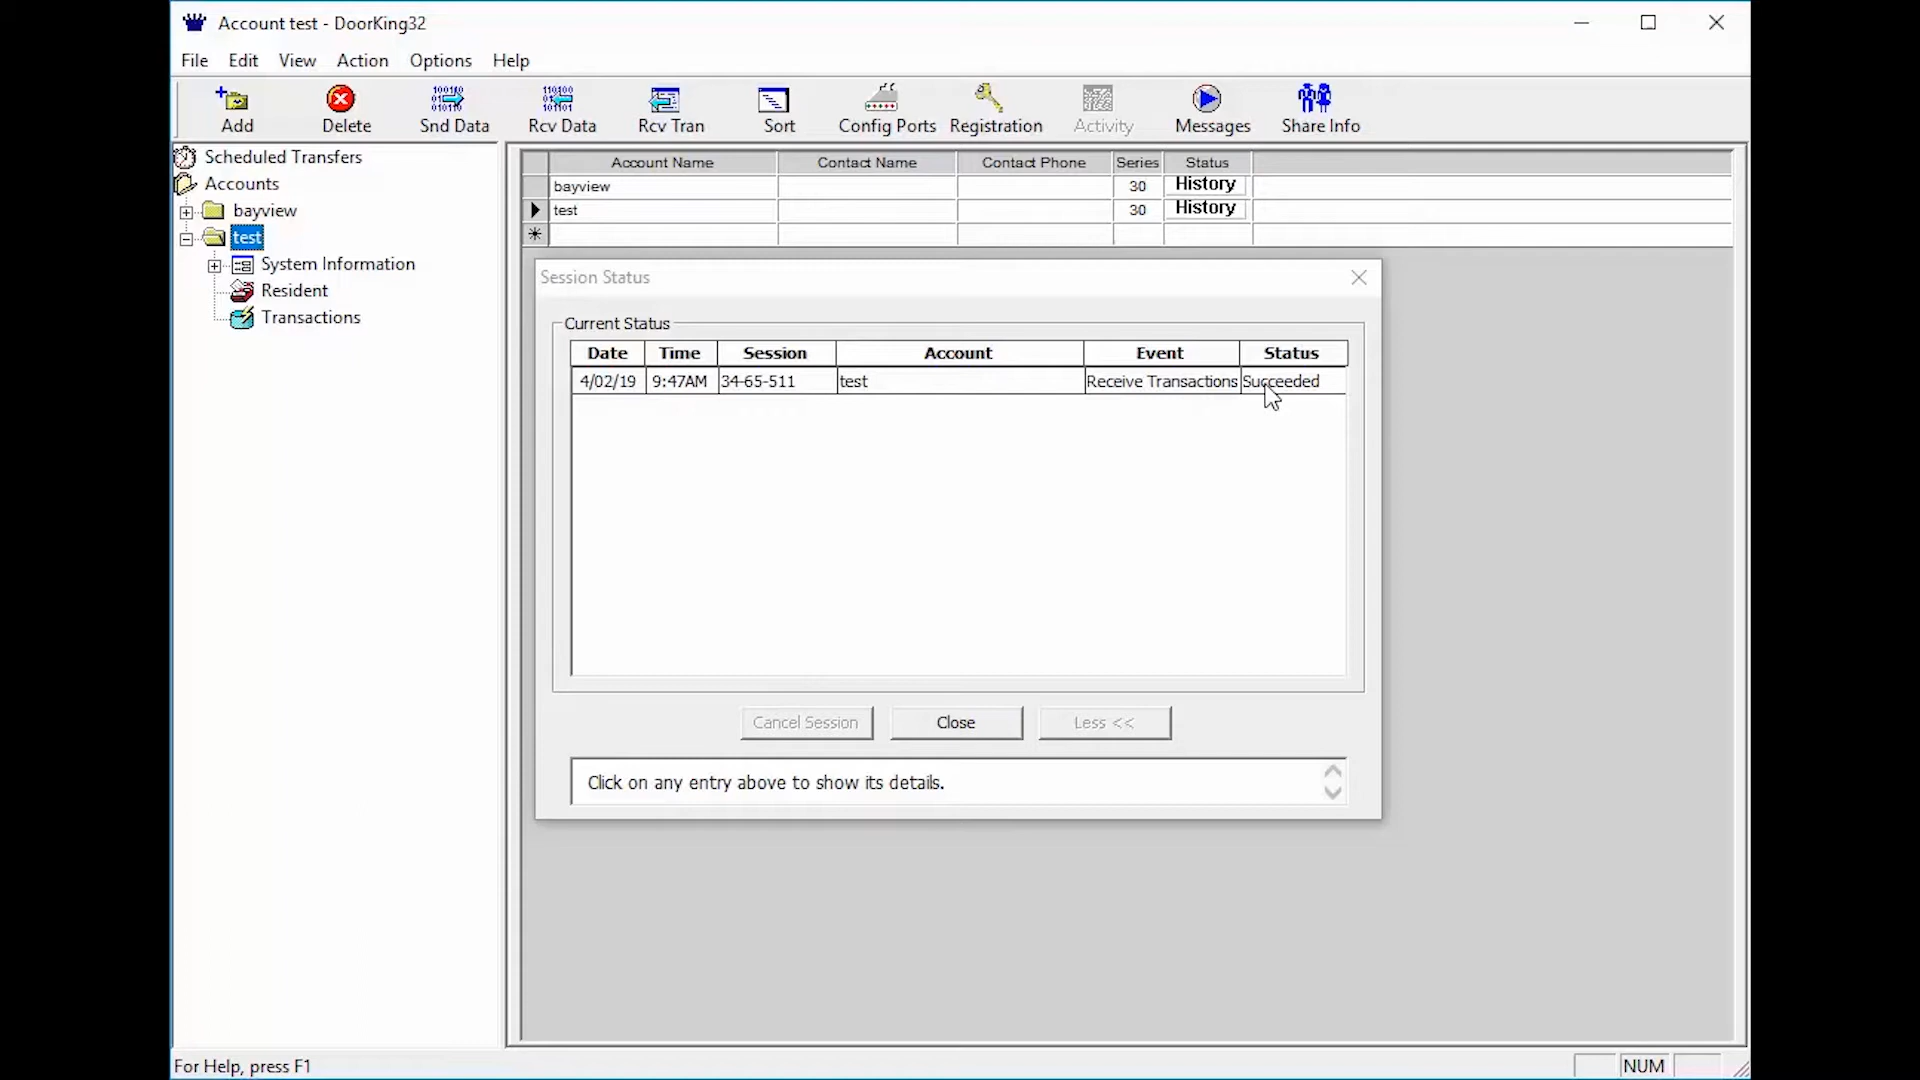 Account test - DoorKing32
File Edit View Action Options Help
Add Delete Snd Data Rcv Data Rcv Tran Sort Config Ports Registration Activity Messages Share Info
Scheduled Transfers
Accounts
bayview
test
System Information
Resident
Transactions
Account Name Contact Name Contact Phone Series Status
bayview 30 History
test 30 History
Session Status
Current Status
Date Time Session Account Event Status
4/02/19 9:47AM 34-65-511 test Receive Transactions Succeeded
Cancel Session Close Less <<
Click on any entry above to show its details.
For Help, press F1 NUM